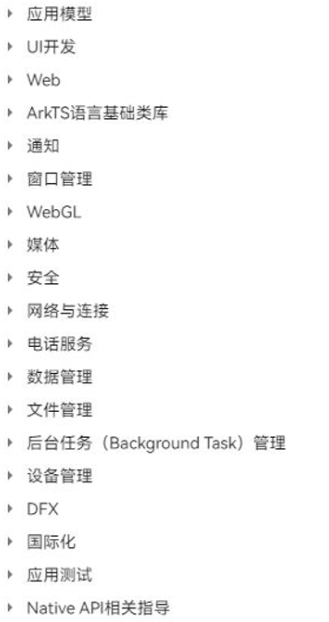 应用模型
UI开发
Web
ArkTS语言基础类库
通知
窗口管理
WebGL
媒体
安全
网络与连接
电话服务
数据管理
文件管理
后台任务（Background Task）管理
设备管理
DFX
国际化
应用测试
Native API相关指导